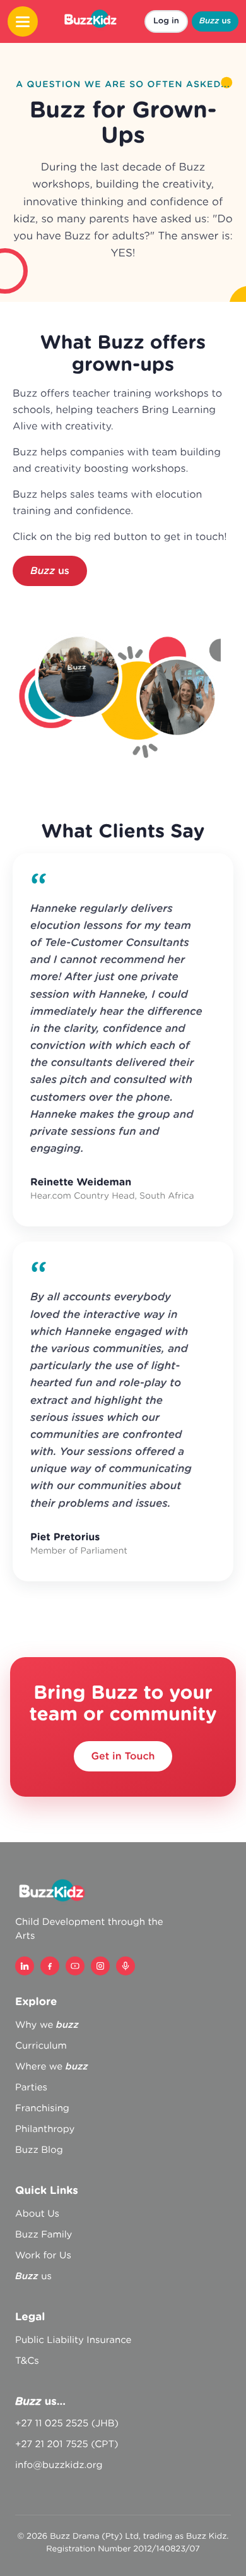 BuzzKidz
Log in
Buzz us
A QUESTION WE ARE SO OFTEN ASKED...
Buzz for Grown-
Ups
During the last decade of Buzz
workshops, building the creativity,
innovative thinking and confidence of
kidz, so many parents have asked us: "Do
you have Buzz for adults?" The answer is:
YES!
What Buzz offers
grown-ups
Buzz offers teacher training workshops to
schools, helping teachers Bring Learning
Alive with creativity.
Buzz helps companies with team building
and creativity boosting workshops.
Buzz helps sales teams with elocution
training and confidence.
Click on the big red button to get in touch!
Buzz us
Buzz
What Clients Say
“
Hanneke regularly delivers
elocution lessons for my team
of Tele-Customer Consultants
and I cannot recommend her
more! After just one private
session with Hanneke, I could
immediately hear the difference
in the clarity, confidence and
conviction with which each of
the consultants delivered their
sales pitch and consulted with
customers over the phone.
Hanneke makes the group and
private sessions fun and
engaging.
Reinette Weideman
Hear.com Country Head, South Africa
“
By all accounts everybody
loved the interactive way in
which Hanneke engaged with
the various communities, and
particularly the use of light-
hearted fun and role-play to
extract and highlight the
serious issues which our
communities are confronted
with. Your sessions offered a
unique way of communicating
with our communities about
their problems and issues.
Piet Pretorius
Member of Parliament
Bring Buzz to your
team or community
Get in Touch
BuzzKidz
Child Development through the
Arts
Explore
Why we buzz
Curriculum
Where we buzz
Parties
Franchising
Philanthropy
Buzz Blog
Quick Links
About Us
Buzz Family
Work for Us
Buzz us
Legal
Public Liability Insurance
T&Cs
Buzz us...
+27 11 025 2525 (JHB)
+27 21 201 7525 (CPT)
info@buzzkidz.org
© 2026 Buzz Drama (Pty) Ltd, trading as Buzz Kidz.
Registration Number 2012/140823/07